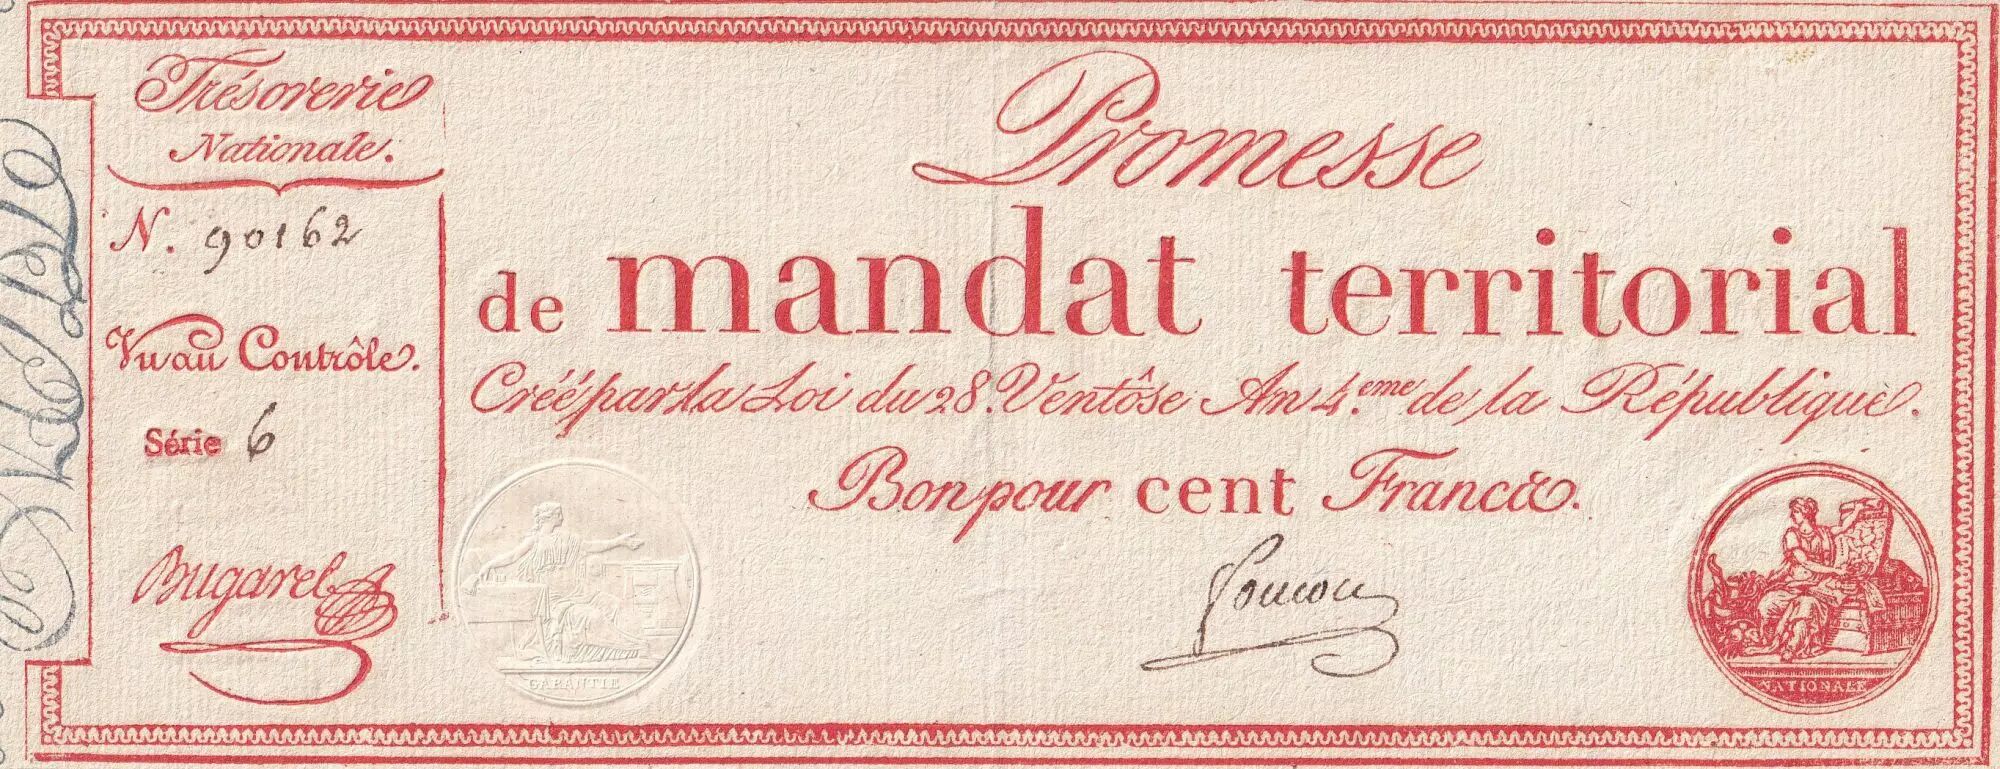 Trésorerie
Nationale.
N. 90162
Vu au Contrôle.
Série 6
Bugarel
Promesse
de mandat territorial
Créé par la Loi du 28. Ventôse An 4.eme de la République.
Bon pour cent Francs.
GARANTIE
NATIONALE